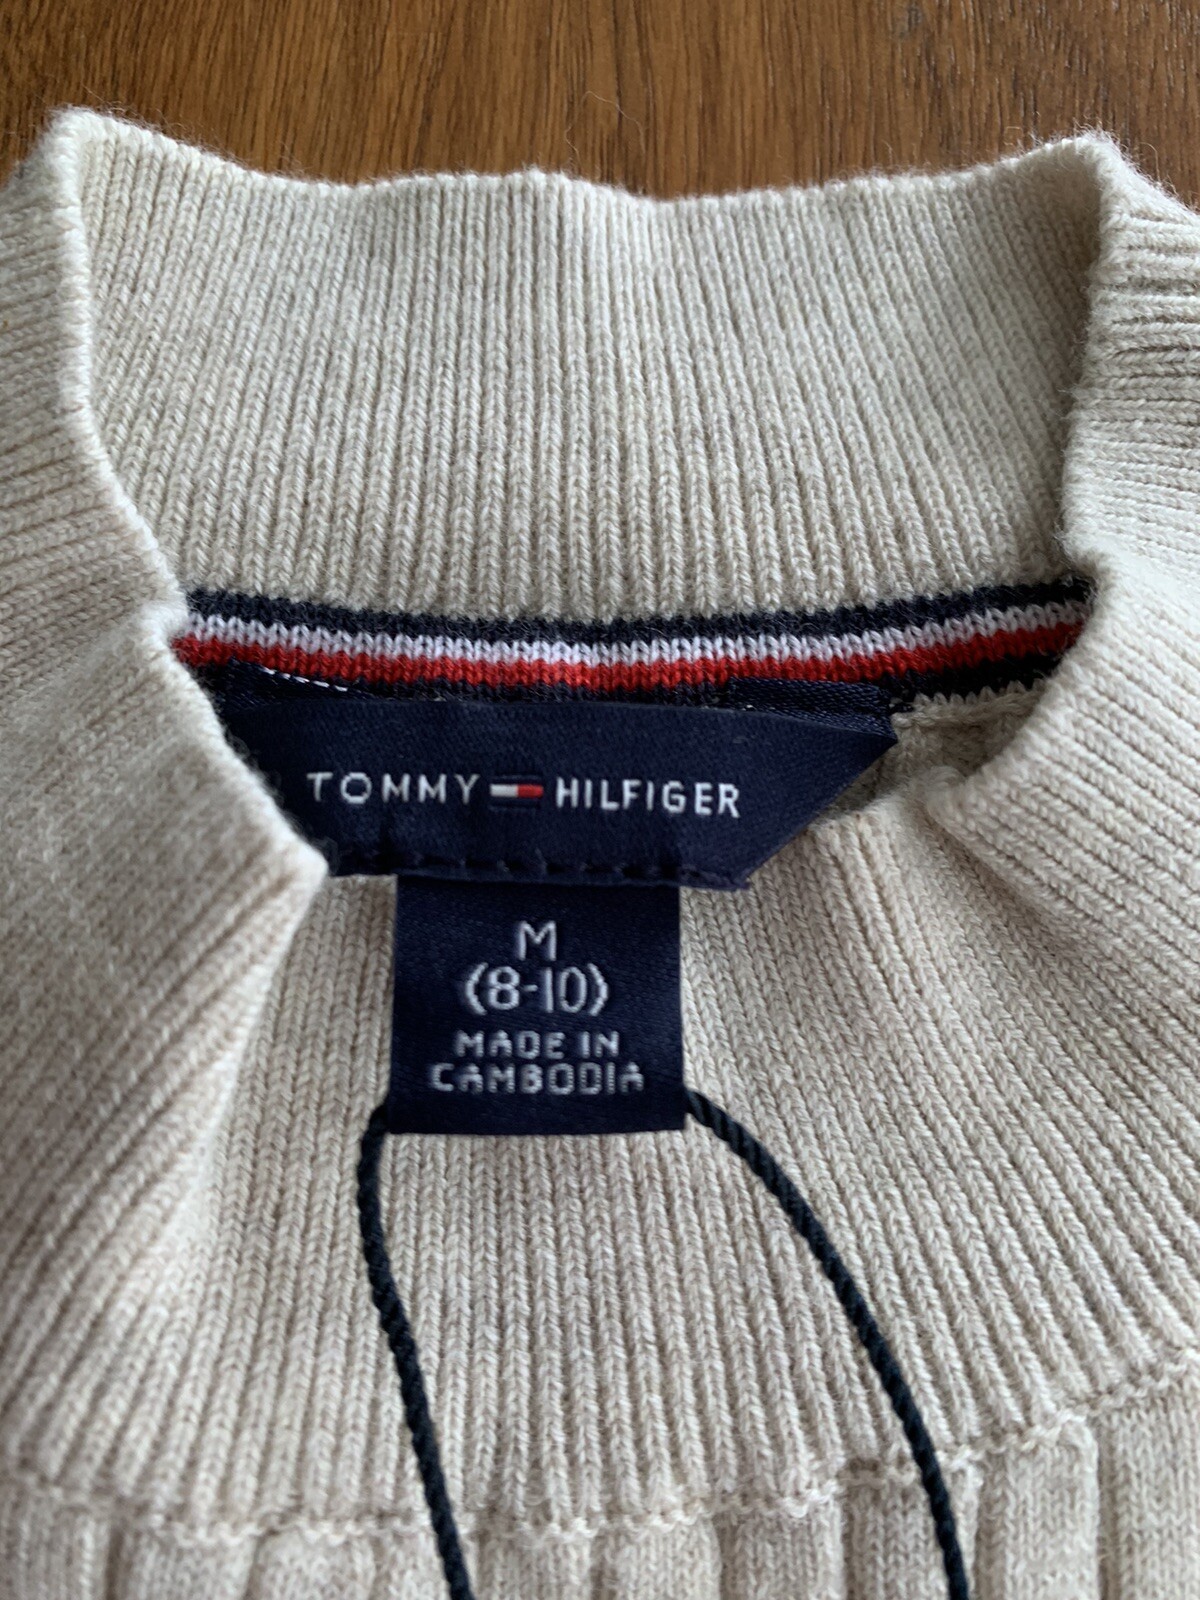 TOMMY HILFIGER
M
(8-10)
MADE IN
CAMBODIA